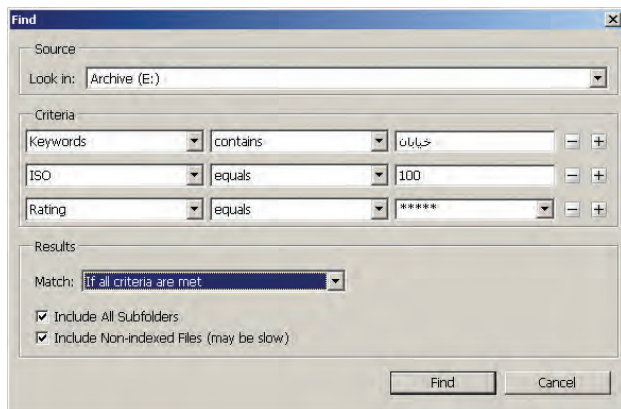 Find
Source
Look in: Archive (E:)
Criteria
Keywords contains خیابان
ISO equals 100
Rating equals *****
Results
Match: If all criteria are met
Include All Subfolders
Include Non-indexed Files (may be slow)
Find Cancel